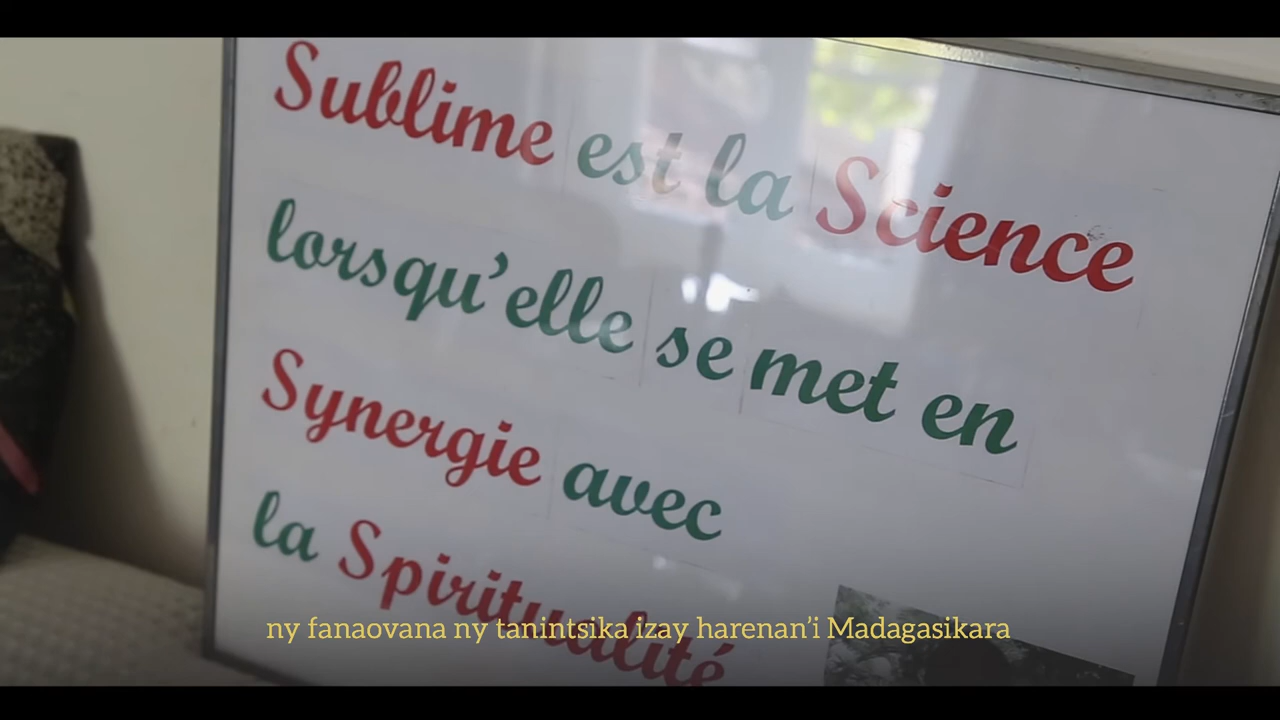 Sublime est la Science
lorsqu'elle se met en
Synergie avec
la Spiritualité
ny fanaovana ny tanintsika izay harenan'i Madagasikara